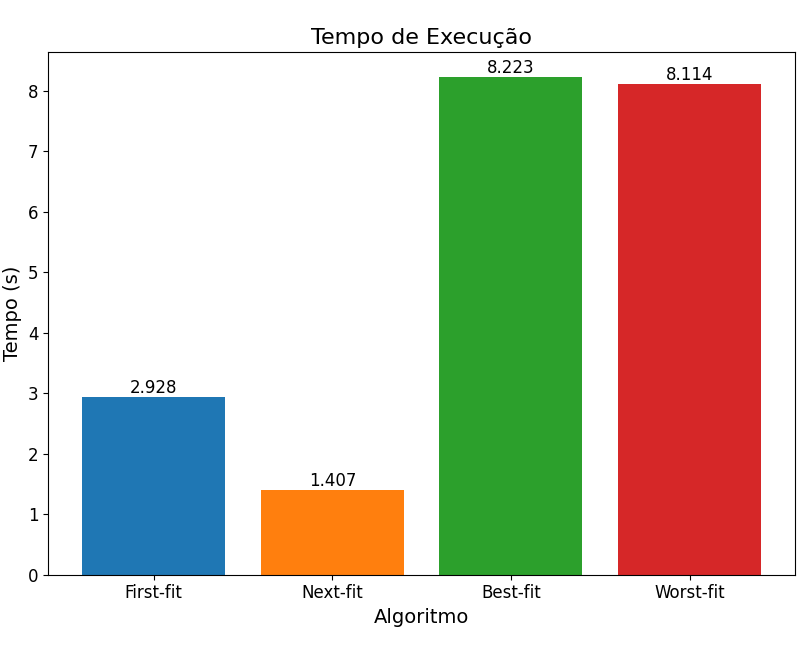 Tempo de Execução
8.223
8.114
2.928
1.407
Tempo (s)
8
7
6
5
4
3
2
1
0
First-fit
Next-fit
Best-fit
Worst-fit
Algoritmo